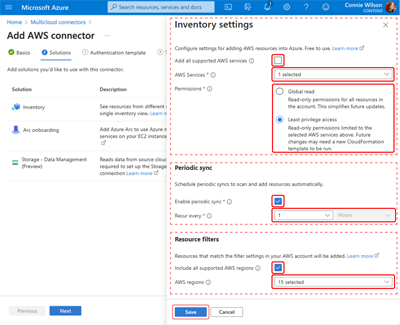 Microsoft Azure
Search resources, services, and docs
Connie Wilson
CONTOSO
Home > Multicloud connectors >
Add AWS connector
Basics
2 Solutions
3 Authentication template
4
Add solutions you'd like to use with this connector.
Solution
Description
Inventory
See resources from different
single inventory view. Learn m
Arc onboarding
Add Azure Arc to use Azure m
services on your EC2 instance
Storage - Data Management
(Preview)
Reads data from source cloud
required to set up the Storage
connection Learn more
Previous
Next
Inventory settings
Configure settings for adding AWS resources into Azure. Free to use. Learn more
Add all supported AWS services
AWS Services *
1 selected
Permissions *
Global read
Read-only permissions for all resources in
the account. This simplifies future updates.
Least privilege access
Read-only permissions limited to the
selected AWS services above. Future
changes may need a new CloudFormation
template to be run.
Periodic sync
Schedule periodic syncs to scan and add resources automatically.
Enable periodic sync *
Recur every *
1
Hours
Resource filters
Resources that match the filter settings in your AWS account will be added. Learn more
Include all supported AWS regions
AWS regions
15 selected
Save
Cancel